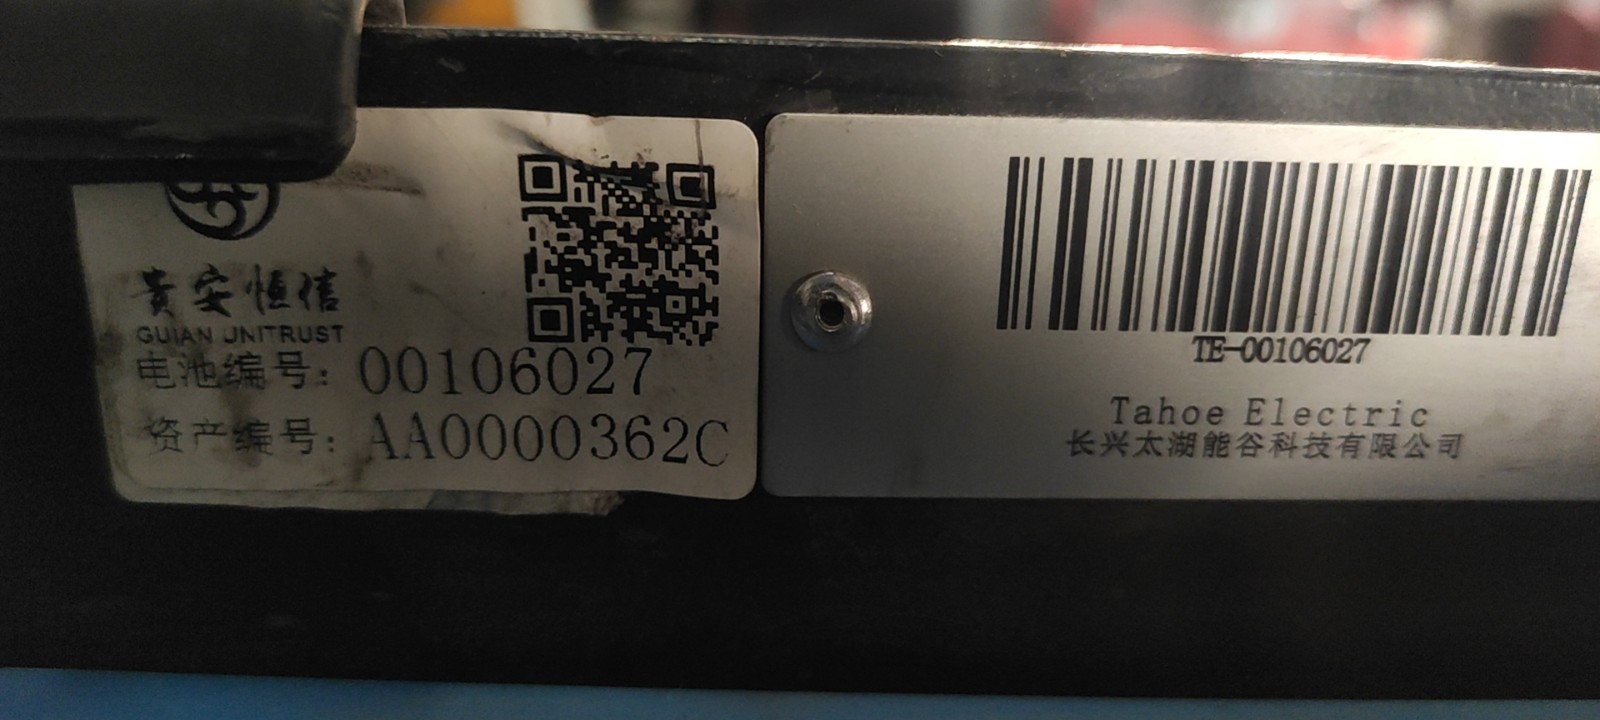 贵安恒信
GUIAN UNITRUST
电池编号：00106027
资产编号：AA0000362C
TE-00106027
Tahoe Electric
长兴太湖能谷科技有限公司